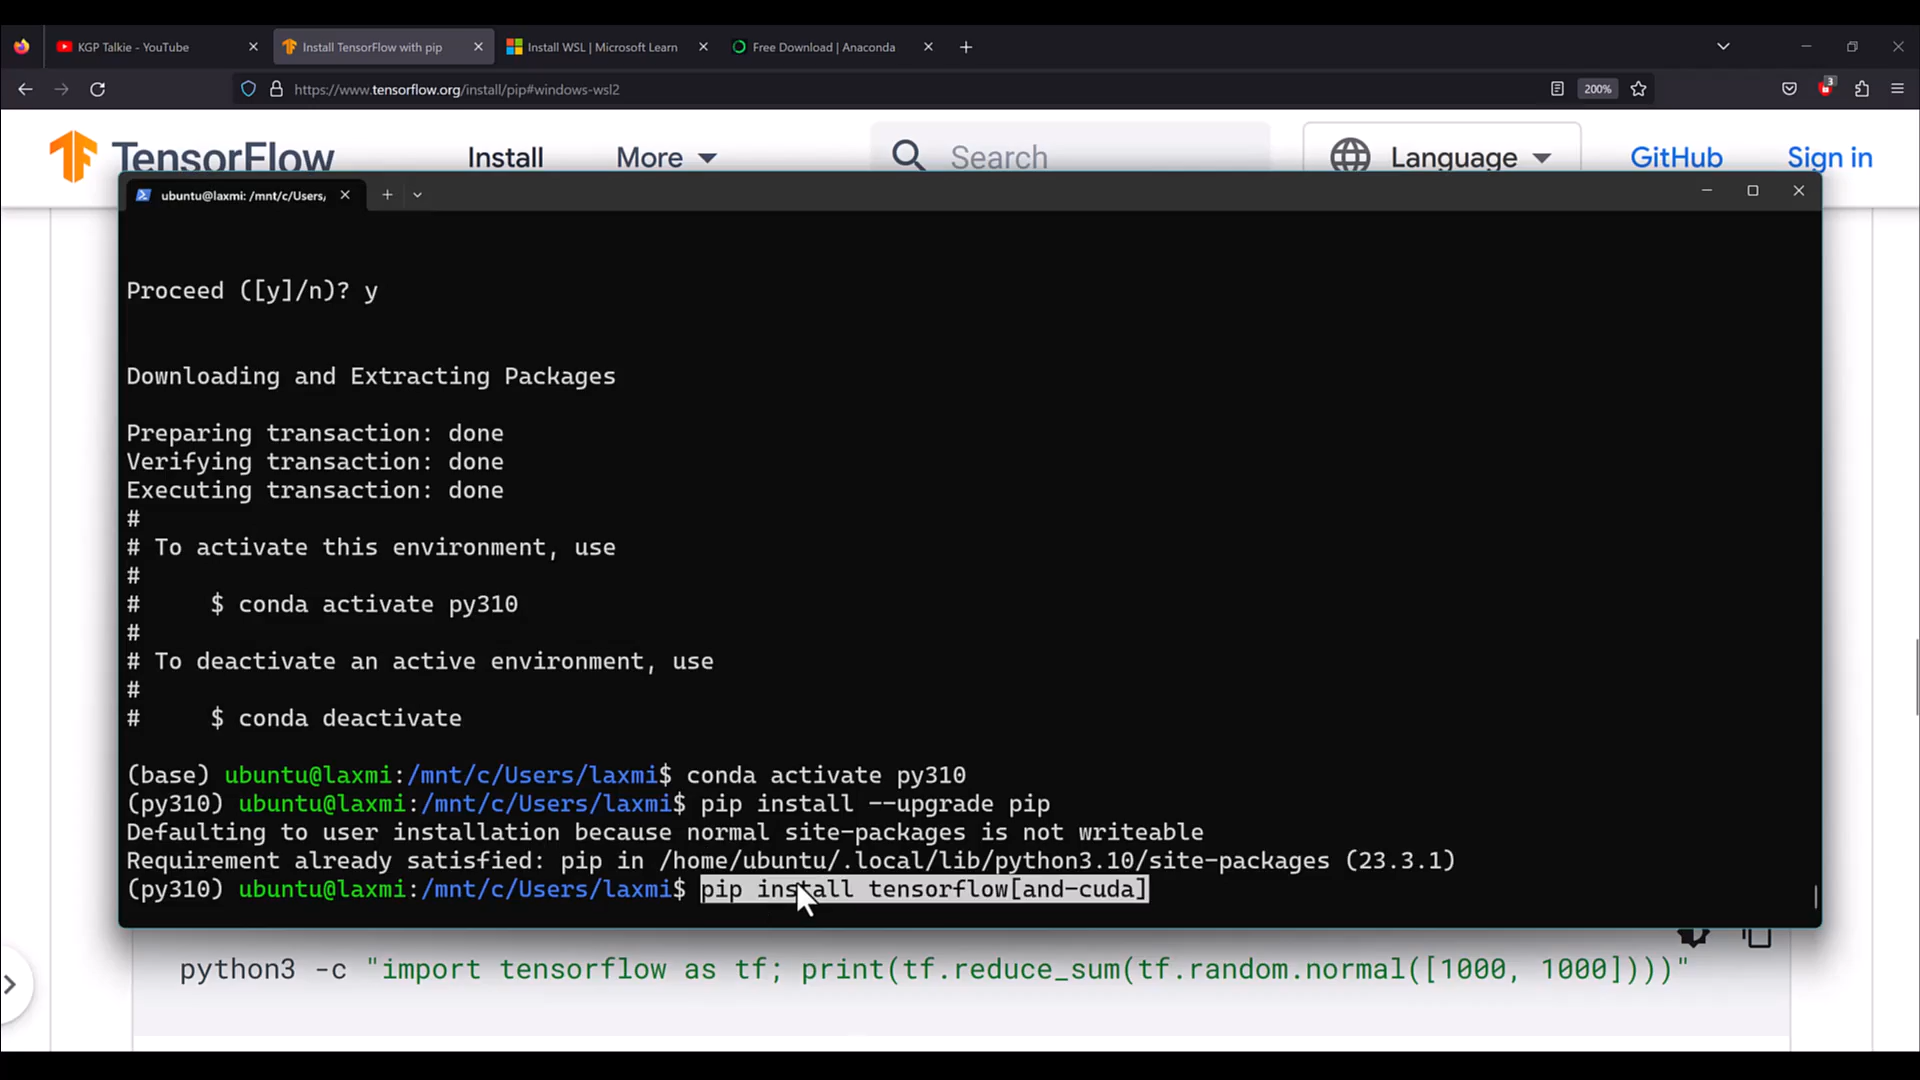 KGP Talkie - YouTube
Install TensorFlow with pip
Install WSL | Microsoft Learn
Free Download | Anaconda
https://www.tensorflow.org/install/pip#windows-wsl2
200%
3
TensorFlow
Install
More
Search
Language
GitHub
Sign in
ubuntu@laxmi: /mnt/c/Users/
Proceed ([y]/n)? y
Downloading and Extracting Packages
Preparing transaction: done
Verifying transaction: done
Executing transaction: done
#
# To activate this environment, use
#
#     $ conda activate py310
#
# To deactivate an active environment, use
#
#     $ conda deactivate
(base) ubuntu@laxmi:/mnt/c/Users/laxmi$ conda activate py310
(py310) ubuntu@laxmi:/mnt/c/Users/laxmi$ pip install --upgrade pip
Defaulting to user installation because normal site-packages is not writeable
Requirement already satisfied: pip in /home/ubuntu/.local/lib/python3.10/site-packages (23.3.1)
(py310) ubuntu@laxmi:/mnt/c/Users/laxmi$ pip install tensorflow[and-cuda]
python3 -c "import tensorflow as tf; print(tf.reduce_sum(tf.random.normal([1000, 1000])))"